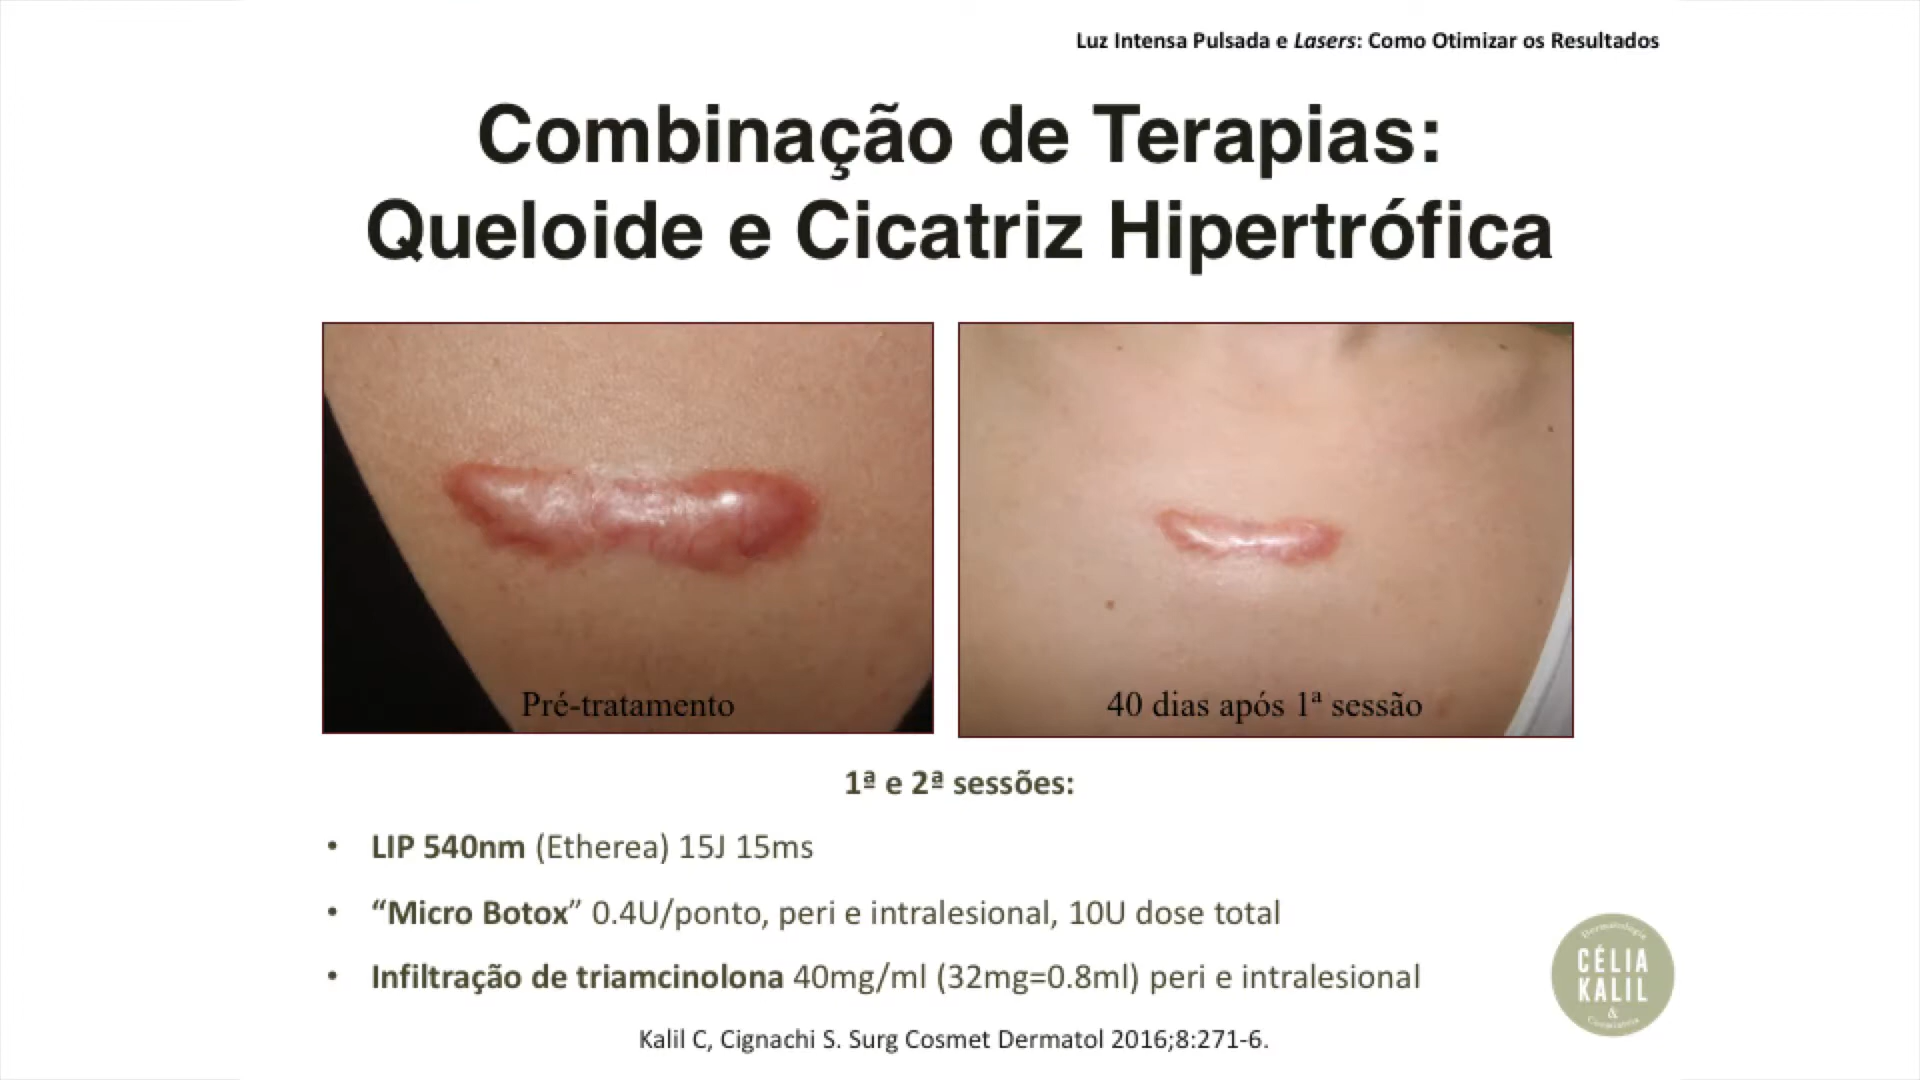 Luz Intensa Pulsada e Lasers: Como Otimizar os Resultados
Combinação de Terapias:
Queloide e Cicatriz Hipertrófica
Pré-tratamento
40 dias após 1ª sessão
1ª e 2ª sessões:
• LIP 540nm (Etherea) 15J 15ms
• “Micro Botox” 0.4U/ponto, peri e intralesional, 10U dose total
• Infiltração de triamcinolona 40mg/ml (32mg=0.8ml) peri e intralesional
Dermatologia
CÉLIA
KALIL
&
Kalil C, Cignachi S. Surg Cosmet Dermatol 2016;8:271-6.